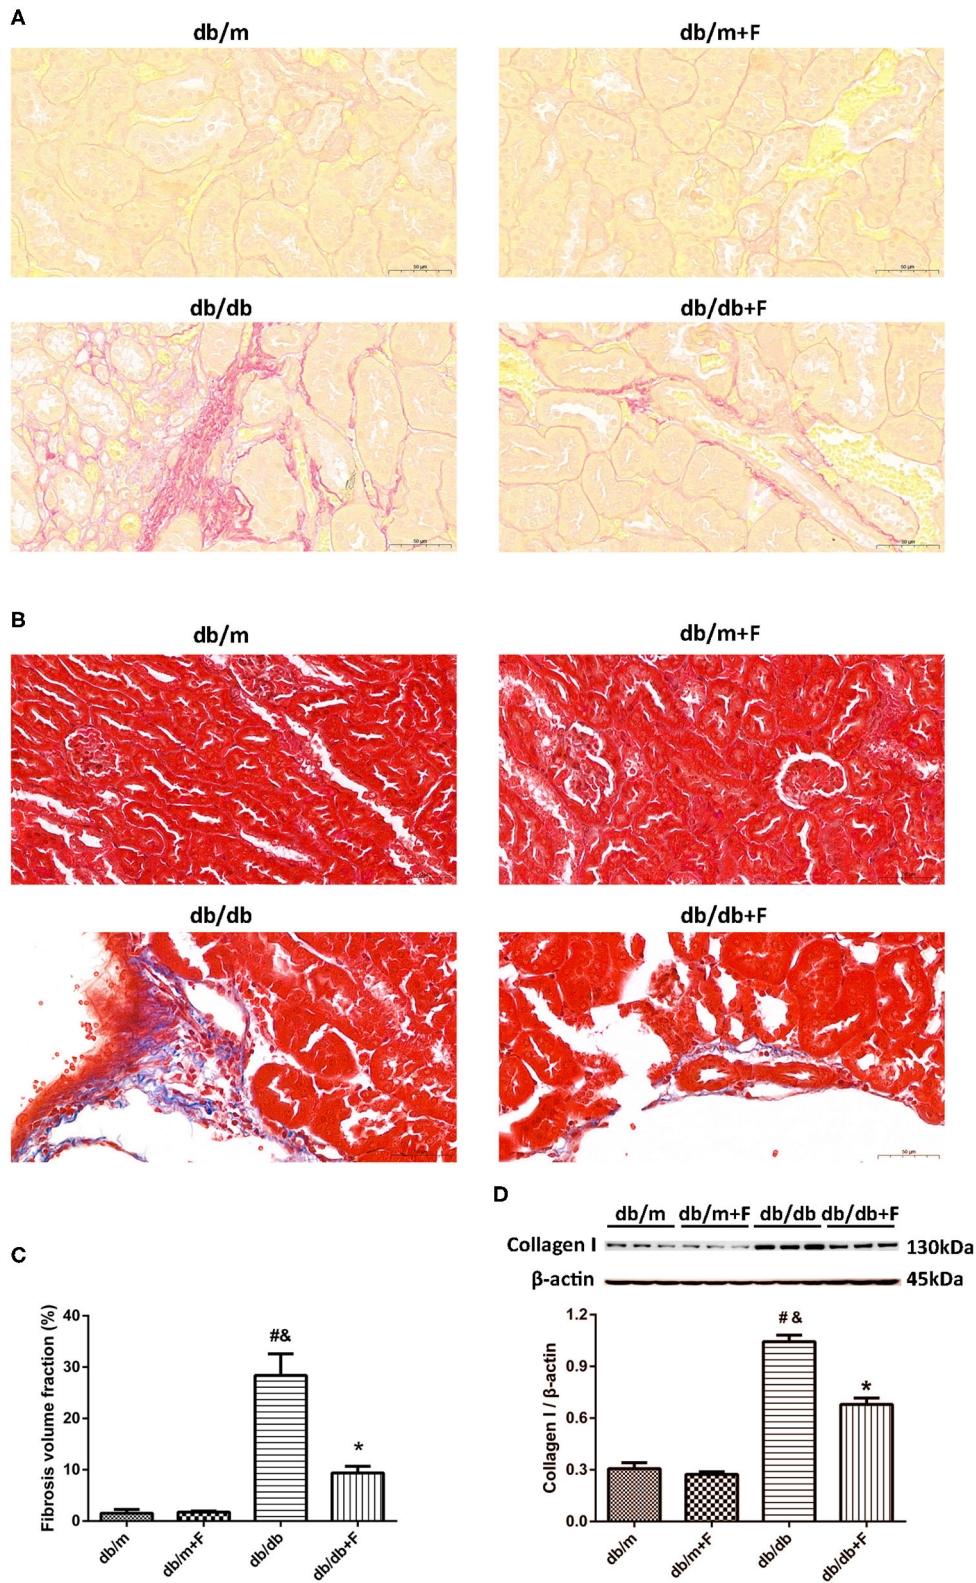 A
db/m
db/m+F
50 μm
50 μm
db/db
db/db+F
50 μm
50 μm
B
db/m
db/m+F
db/db
db/db+F
50 μm
C
Fibrosis volume fraction (%)
40
30
20
10
0
#&
*
db/m
db/m+F
db/db
db/db+F
D
db/m db/m+F db/db db/db+F
Collagen I 130kDa
β-actin 45kDa
Collagen I / β-actin
1.2
0.9
0.6
0.3
0.0
# &
*
db/m
db/m+F
db/db
db/db+F